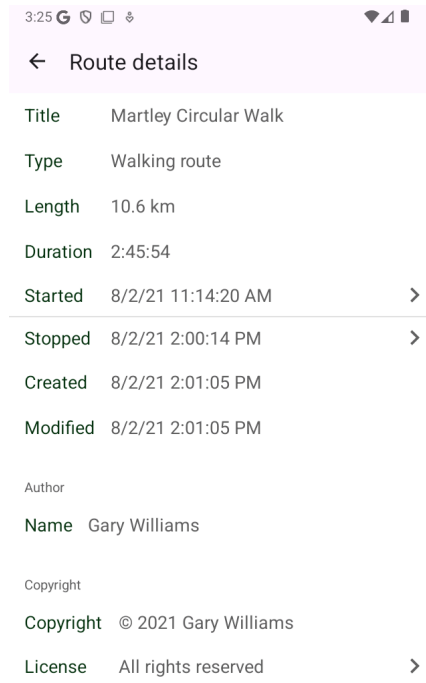 3:25
Route details
Title Martley Circular Walk
Type Walking route
Length 10.6 km
Duration 2:45:54
Started 8/2/21 11:14:20 AM
Stopped 8/2/21 2:00:14 PM
Created 8/2/21 2:01:05 PM
Modified 8/2/21 2:01:05 PM
Author
Name Gary Williams
Copyright
Copyright © 2021 Gary Williams
License All rights reserved